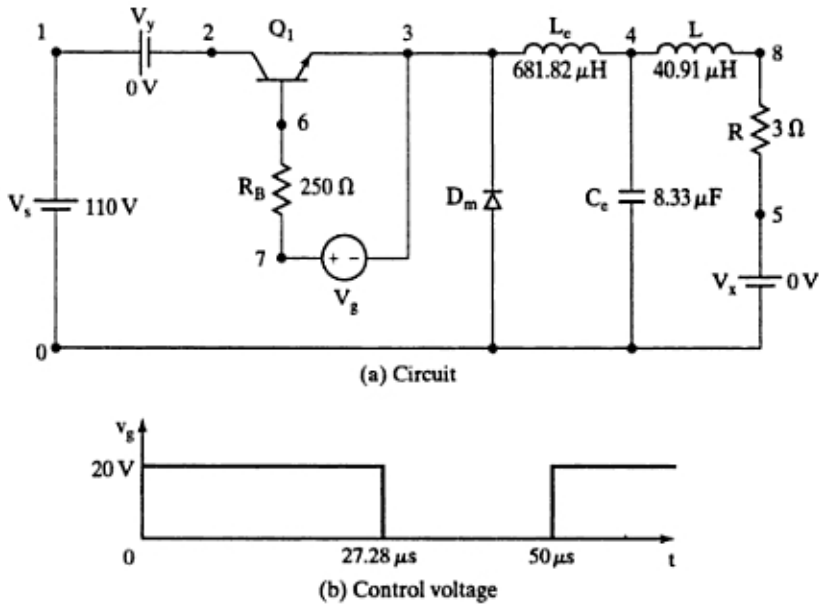 V_y
1
2
Q_1
3
L_e
4
L
8
0 V
681.82 μH
40.91 μH
6
R
3 Ω
R_B
250 Ω
V_s
110 V
D_m
C_e
8.33 μF
5
7
+ −
V_g
V_x
0 V
0
(a) Circuit
v_g
20 V
0
27.28 μs
50 μs
t
(b) Control voltage